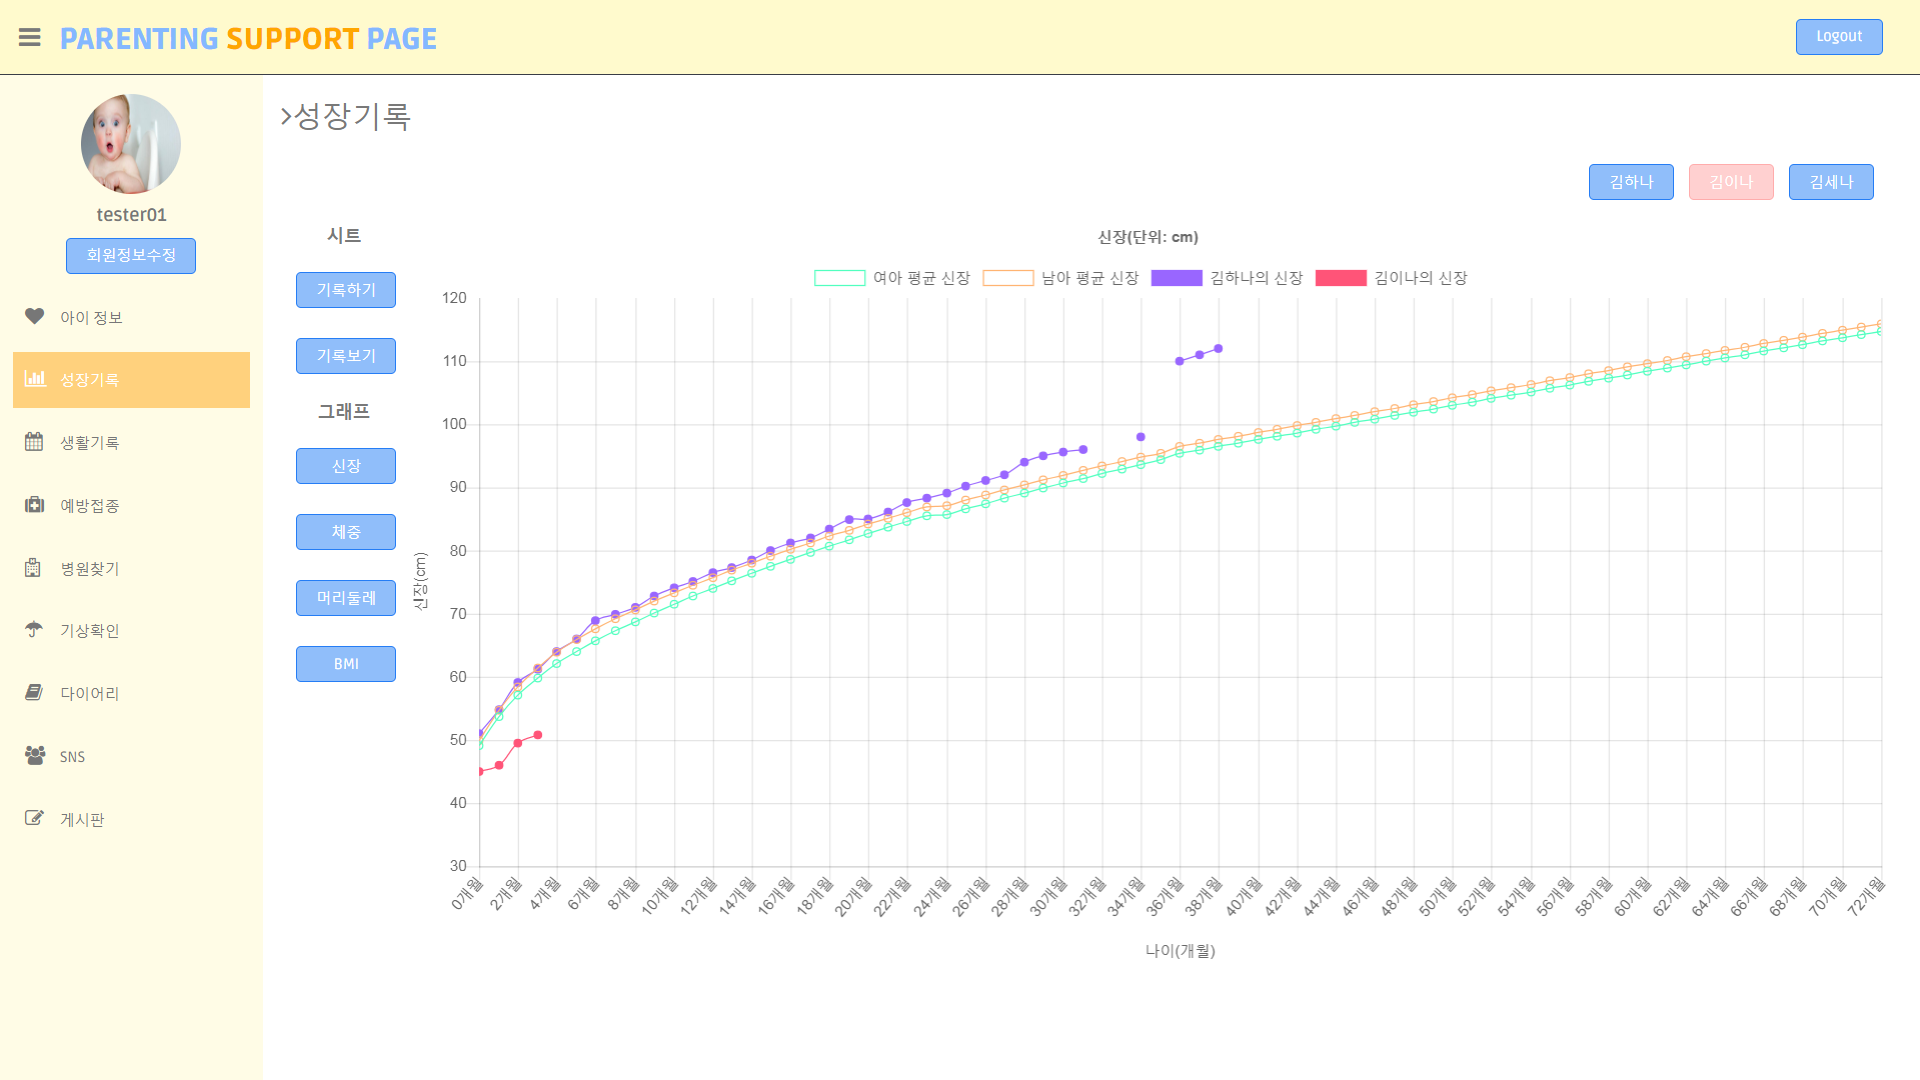 PARENTING SUPPORT PAGE
Logout
tester01
회원정보수정
아이 정보
성장기록
생활기록
예방접종
병원찾기
기상확인
다이어리
SNS
게시판
>성장기록
김하나 김이나 김세나
시트
기록하기
기록보기
그래프
신장
체중
머리둘레
BMI
신장(단위: cm)
여아 평균 신장 남아 평균 신장 김하나의 신장 김이나의 신장
120
110
100
90
80
70
60
50
40
30
신장(cm)
0개월 2개월 4개월 6개월 8개월 10개월 12개월 14개월 16개월 18개월 20개월 22개월 24개월 26개월 28개월 30개월 32개월 34개월 36개월 38개월 40개월 42개월 44개월 46개월 48개월 50개월 52개월 54개월 56개월 58개월 60개월 62개월 64개월 66개월 68개월 70개월 72개월
나이(개월)